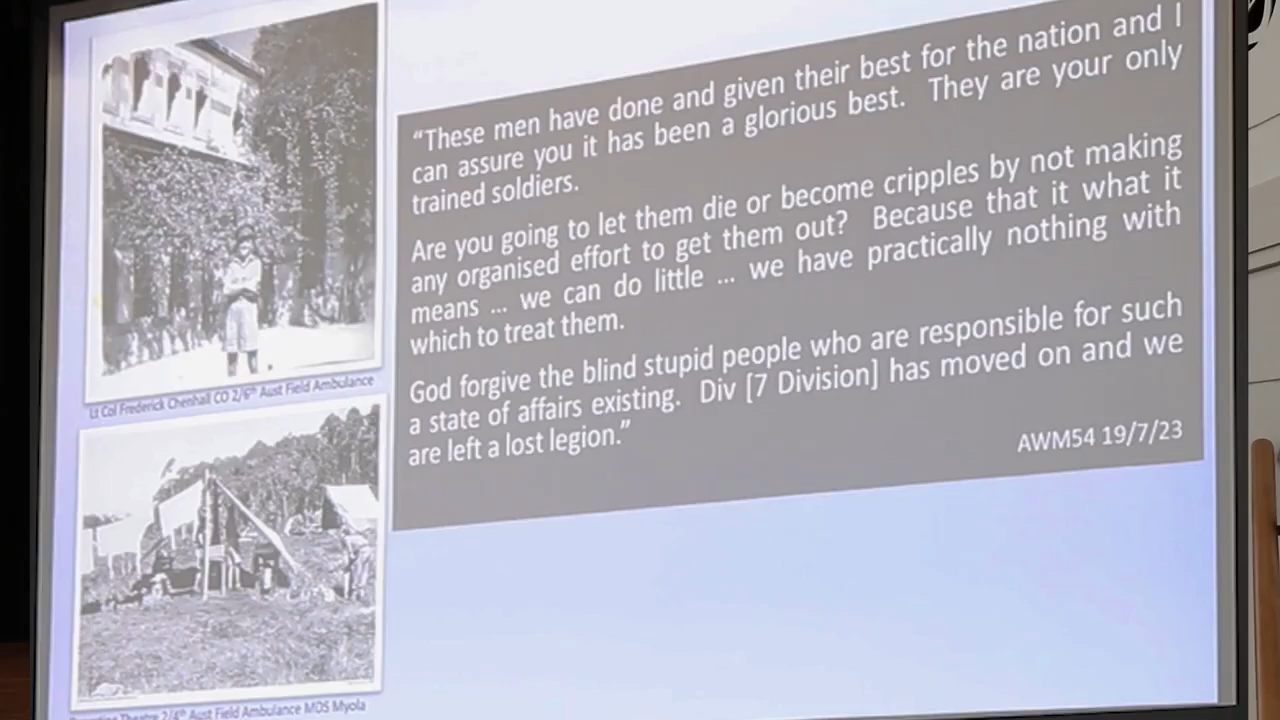 “These men have done and given their best for the nation and I
can assure you it has been a glorious best. They are your only
trained soldiers.
Are you going to let them die or become cripples by not making
any organised effort to get them out? Because that it what it
means ... we can do little ... we have practically nothing with
which to treat them.
God forgive the blind stupid people who are responsible for such
a state of affairs existing. Div [7 Division] has moved on and we
are left a lost legion.”
AWM54 19/7/23
Lt Col Frederick Chenhall CO 2/6th Aust Field Ambulance
Theatre 2/4th Aust Field Ambulance MDS Myola